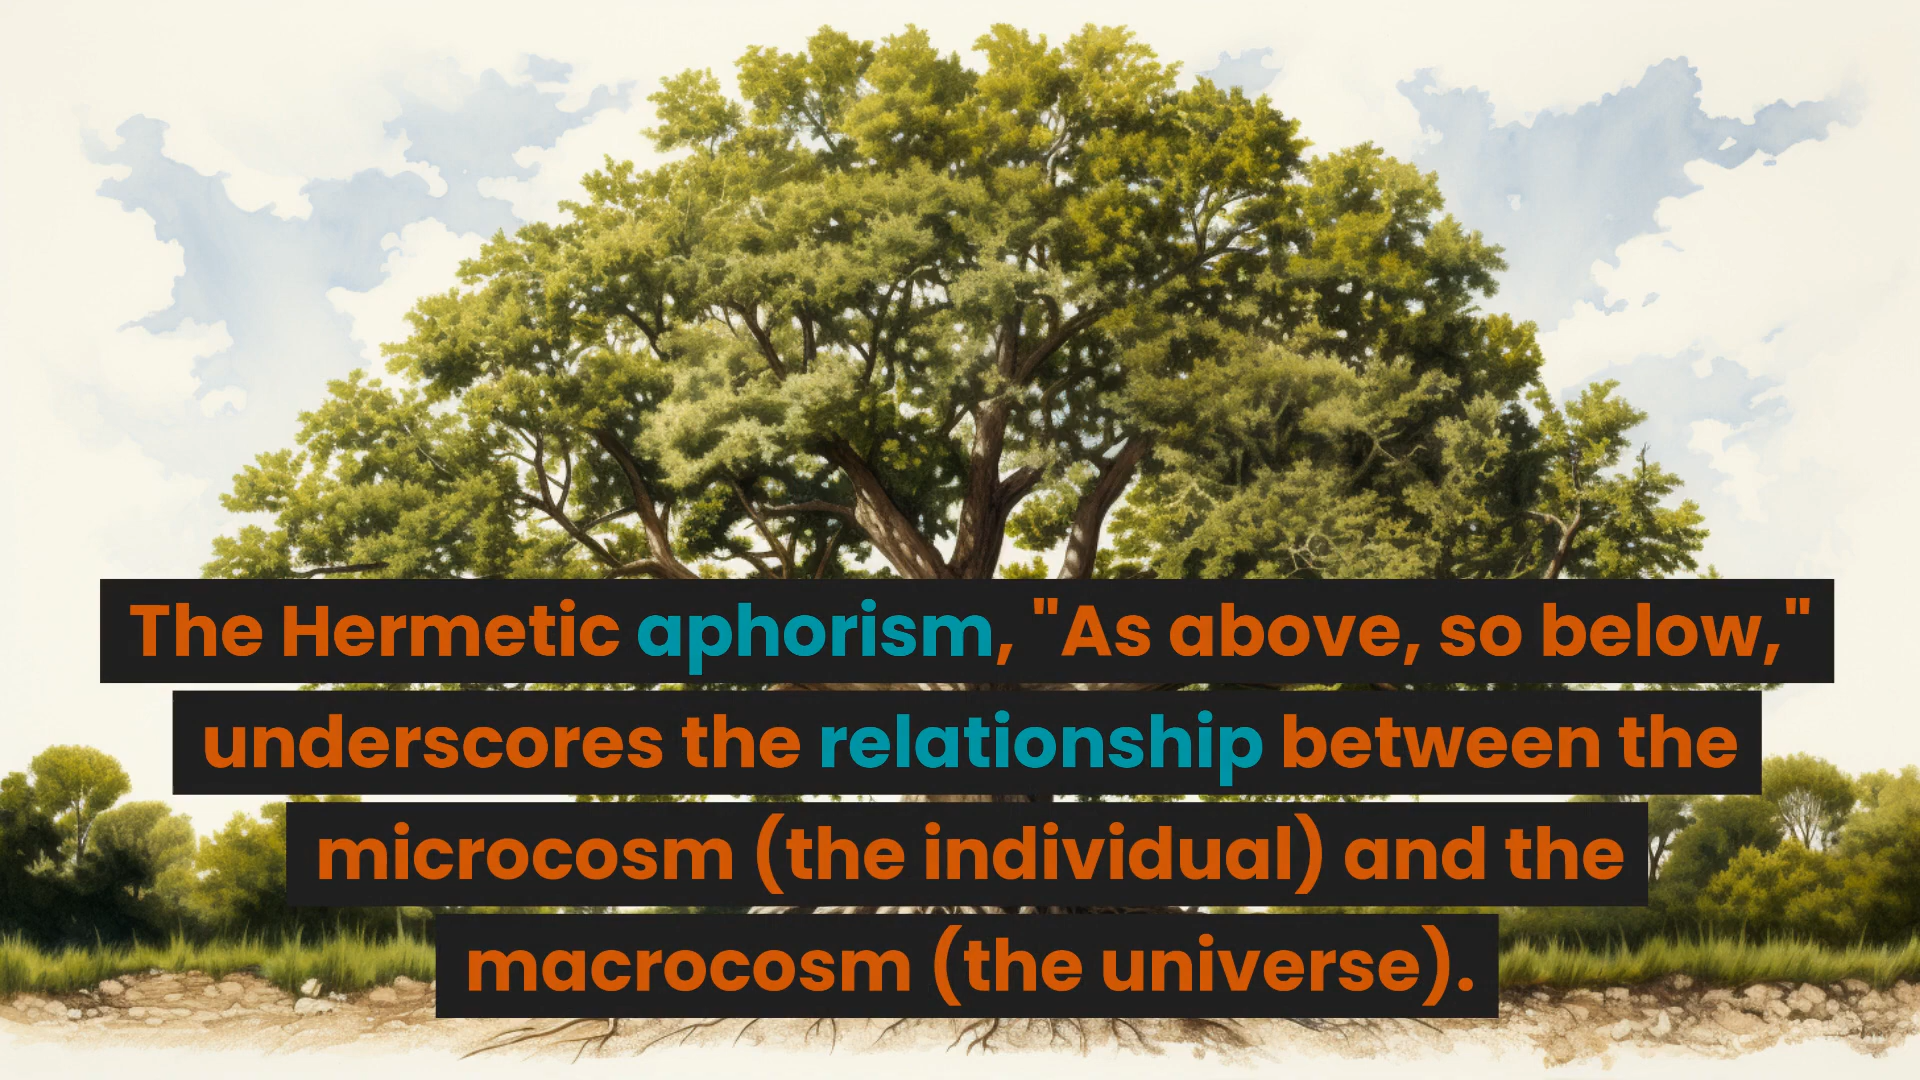 The Hermetic aphorism, "As above, so below,"
underscores the relationship between the
microcosm (the individual) and the
macrocosm (the universe).